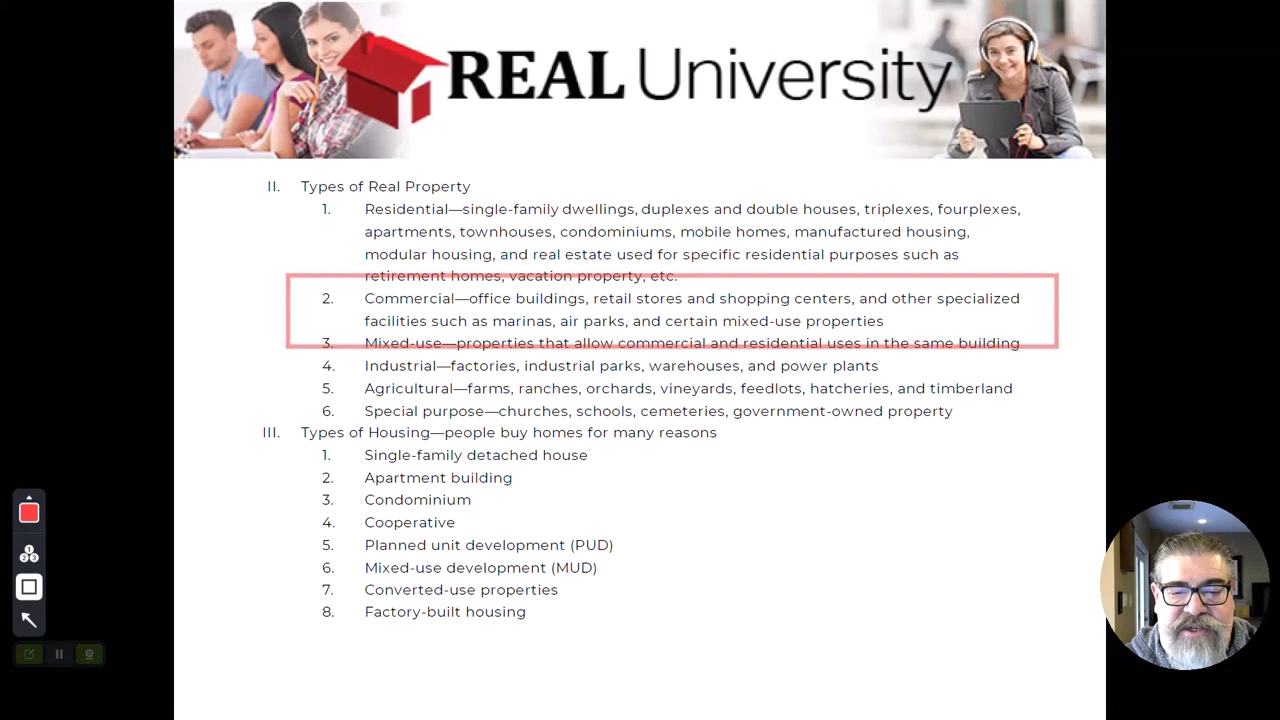 REAL University
II. Types of Real Property
1. Residential—single-family dwellings, duplexes and double houses, triplexes, fourplexes,
apartments, townhouses, condominiums, mobile homes, manufactured housing,
modular housing, and real estate used for specific residential purposes such as
retirement homes, vacation property, etc.
2. Commercial—office buildings, retail stores and shopping centers, and other specialized
facilities such as marinas, air parks, and certain mixed-use properties
3. Mixed-use—properties that allow commercial and residential uses in the same building
4. Industrial—factories, industrial parks, warehouses, and power plants
5. Agricultural—farms, ranches, orchards, vineyards, feedlots, hatcheries, and timberland
6. Special purpose—churches, schools, cemeteries, government-owned property
III. Types of Housing—people buy homes for many reasons
1. Single-family detached house
2. Apartment building
3. Condominium
4. Cooperative
5. Planned unit development (PUD)
6. Mixed-use development (MUD)
7. Converted-use properties
8. Factory-built housing